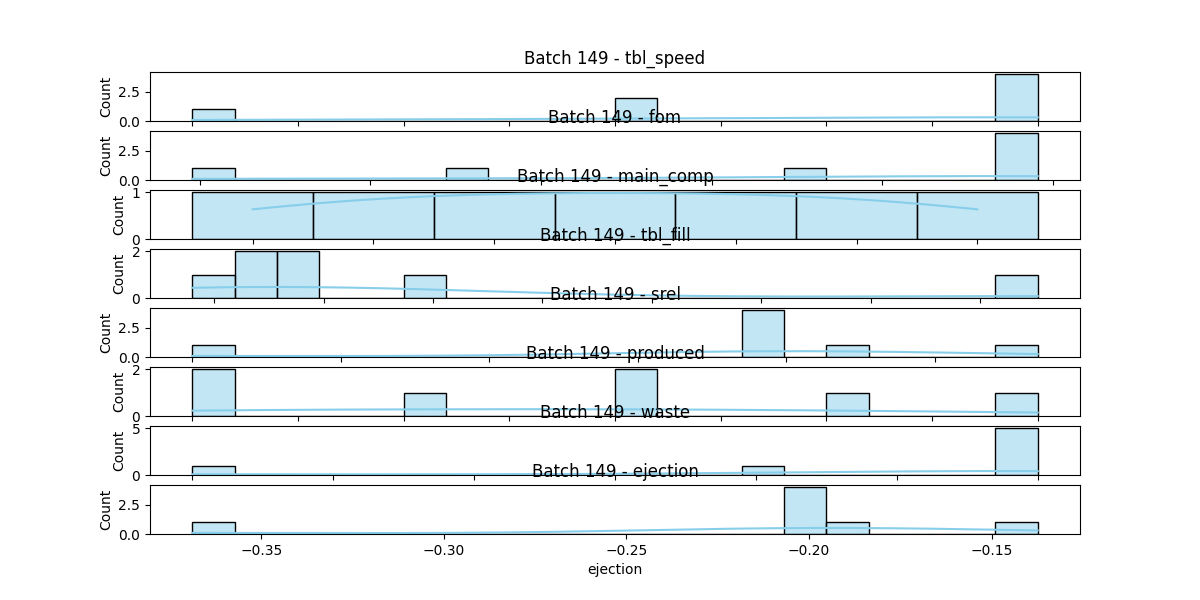 Batch 149 - tbl_speed
Count
2.5
0.0
Batch 149 - fom
Count
2.5
0.0
Batch 149 - main_comp
Count
1
0
Batch 149 - tbl_fill
Count
2
0
Batch 149 - srel
Count
2.5
0.0
Batch 149 - produced
Count
2
0
Batch 149 - waste
Count
5
0
Batch 149 - ejection
Count
2.5
0.0
−0.35 −0.30 −0.25 −0.20 −0.15
ejection